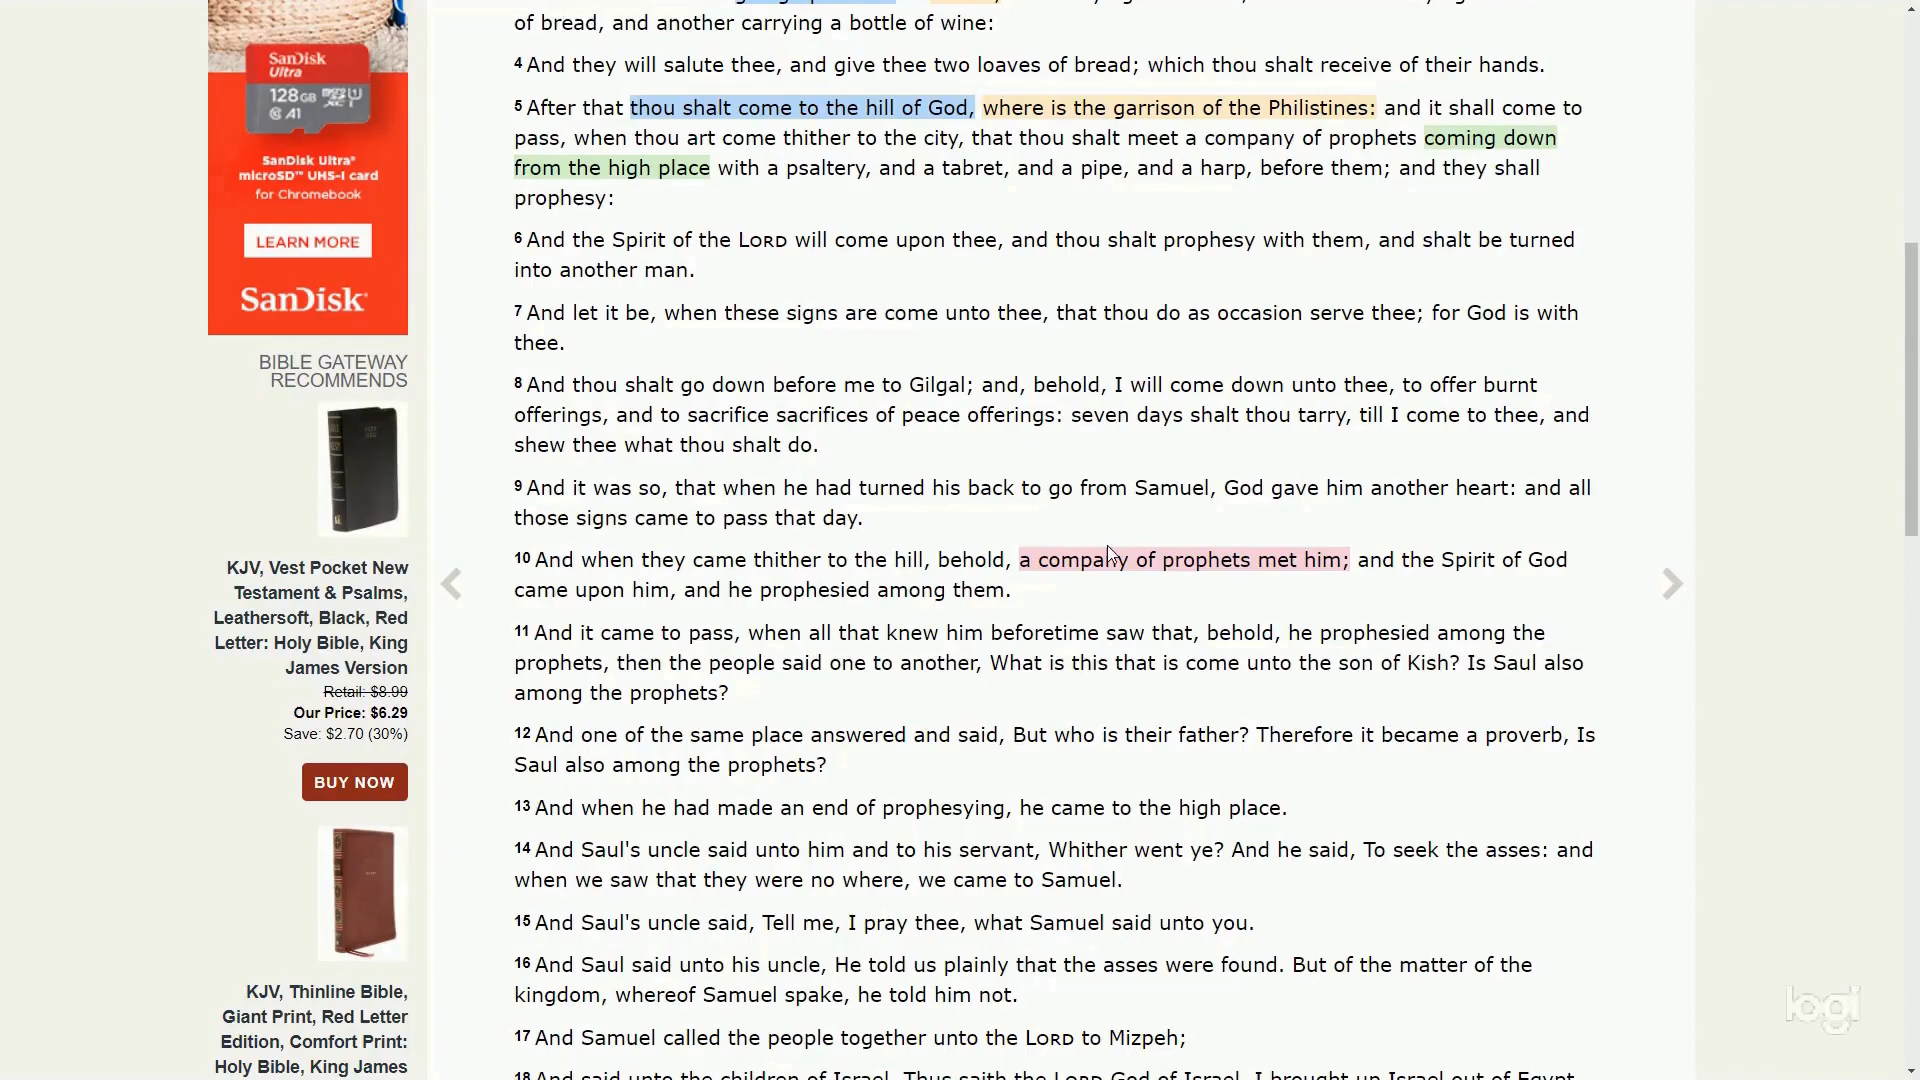 of bread, and another carrying a bottle of wine:
4 And they will salute thee, and give thee two loaves of bread; which thou shalt receive of their hands.
5 After that thou shalt come to the hill of God, where is the garrison of the Philistines: and it shall come to
pass, when thou art come thither to the city, that thou shalt meet a company of prophets coming down
from the high place with a psaltery, and a tabret, and a pipe, and a harp, before them; and they shall
prophesy:
6 And the Spirit of the LORD will come upon thee, and thou shalt prophesy with them, and shalt be turned
into another man.
7 And let it be, when these signs are come unto thee, that thou do as occasion serve thee; for God is with
thee.
8 And thou shalt go down before me to Gilgal; and, behold, I will come down unto thee, to offer burnt
offerings, and to sacrifice sacrifices of peace offerings: seven days shalt thou tarry, till I come to thee, and
shew thee what thou shalt do.
9 And it was so, that when he had turned his back to go from Samuel, God gave him another heart: and all
those signs came to pass that day.
10 And when they came thither to the hill, behold, a company of prophets met him; and the Spirit of God
came upon him, and he prophesied among them.
11 And it came to pass, when all that knew him beforetime saw that, behold, he prophesied among the
prophets, then the people said one to another, What is this that is come unto the son of Kish? Is Saul also
among the prophets?
12 And one of the same place answered and said, But who is their father? Therefore it became a proverb, Is
Saul also among the prophets?
13 And when he had made an end of prophesying, he came to the high place.
14 And Saul's uncle said unto him and to his servant, Whither went ye? And he said, To seek the asses: and
when we saw that they were no where, we came to Samuel.
15 And Saul's uncle said, Tell me, I pray thee, what Samuel said unto you.
16 And Saul said unto his uncle, He told us plainly that the asses were found. But of the matter of the
kingdom, whereof Samuel spake, he told him not.
17 And Samuel called the people together unto the LORD to Mizpeh;
18 And said unto the children of Israel, Thus saith the LORD God of Israel, I brought up Israel out of Egypt,
SanDisk
Ultra
128GB
A1
SanDisk Ultra®
microSD™ UHS-I card
for Chromebook
LEARN MORE
SanDisk
BIBLE GATEWAY
RECOMMENDS
KJV, Vest Pocket New
Testament & Psalms,
Leathersoft, Black, Red
Letter: Holy Bible, King
James Version
Retail: $8.99
Our Price: $6.29
Save: $2.70 (30%)
BUY NOW
KJV, Thinline Bible,
Giant Print, Red Letter
Edition, Comfort Print:
Holy Bible, King James
logi